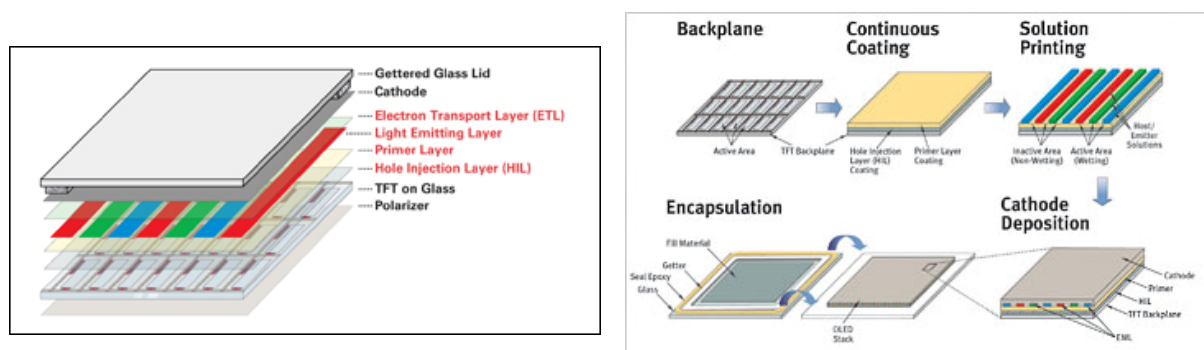 Gettered Glass Lid
Cathode
Electron Transport Layer (ETL)
Light Emitting Layer
Primer Layer
Hole Injection Layer (HIL)
TFT on Glass
Polarizer
Backplane
Continuous
Coating
Solution
Printing
Active Area
TFT Backplane
Hole Injection
Layer (HIL)
Coating
Primer Layer
Coating
Inactive Area
(Non-Wetting)
Active Area
(Wetting)
Host/
Emitter
Solutions
Encapsulation
Fill Material
Getter
Seal Epoxy
Glass
OLED
Stack
Cathode
Deposition
Cathode
Primer
HIL
TFT Backplane
EML